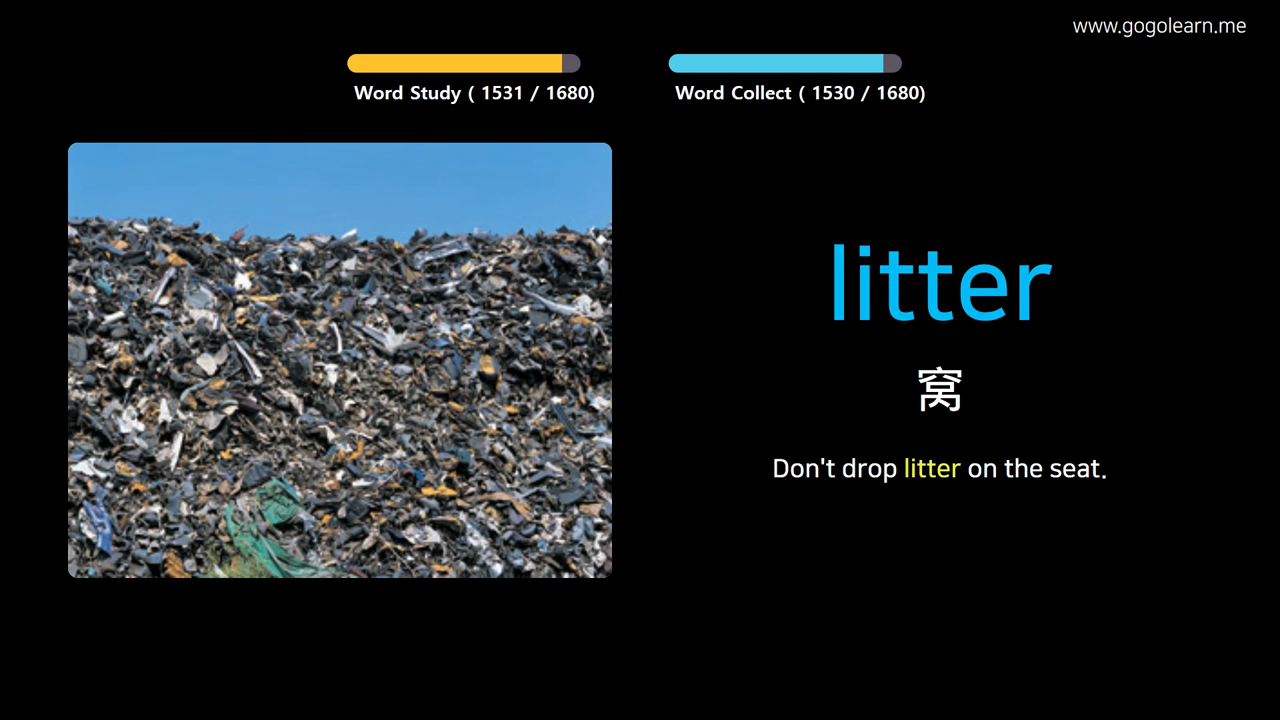 www.gogolearn.me
Word Study ( 1531 / 1680)
Word Collect ( 1530 / 1680)
litter
窝
Don't drop litter on the seat.